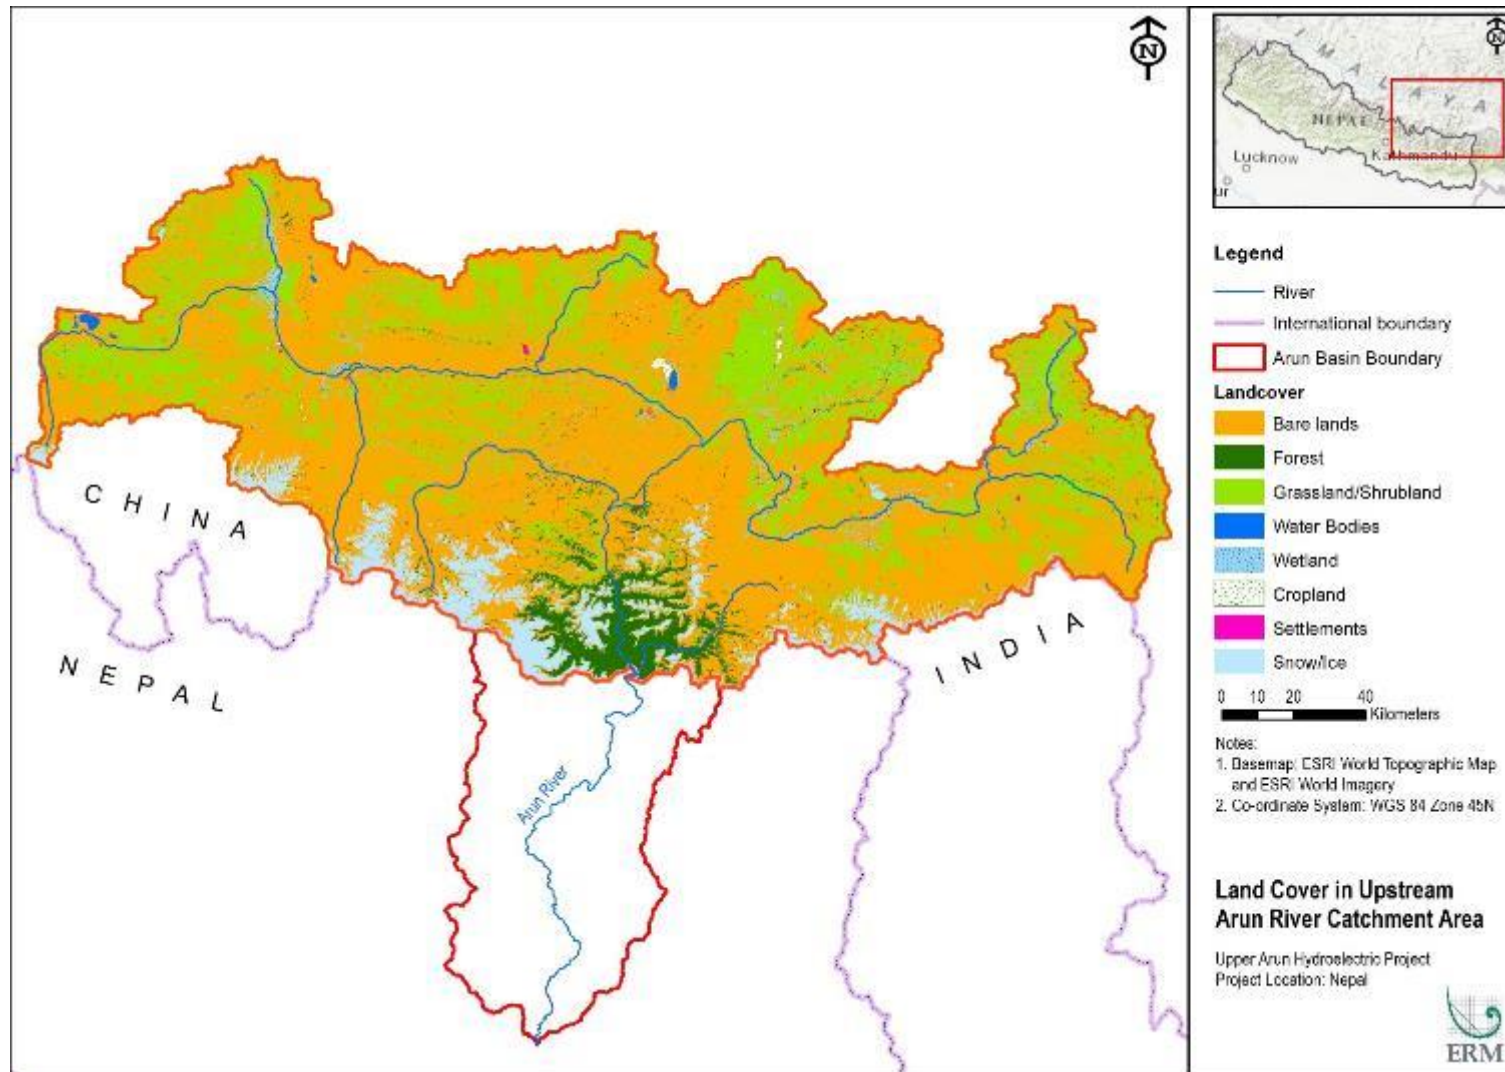 N
CHINA
NEPAL
INDIA
Arun River
N
HIMALAYA
NEPAL
Kathmandu
Lucknow
ur
Legend
River
International boundary
Arun Basin Boundary
Landcover
Bare lands
Forest
Grassland/Shrubland
Water Bodies
Wetland
Cropland
Settlements
Snow/Ice
0 10 20 40
Kilometers
Notes:
1. Basemap: ESRI World Topographic Map
and ESRI World Imagery
2. Co-ordinate System: WGS 84 Zone 45N
Land Cover in Upstream
Arun River Catchment Area
Upper Arun Hydroelectric Project
Project Location: Nepal
ERM